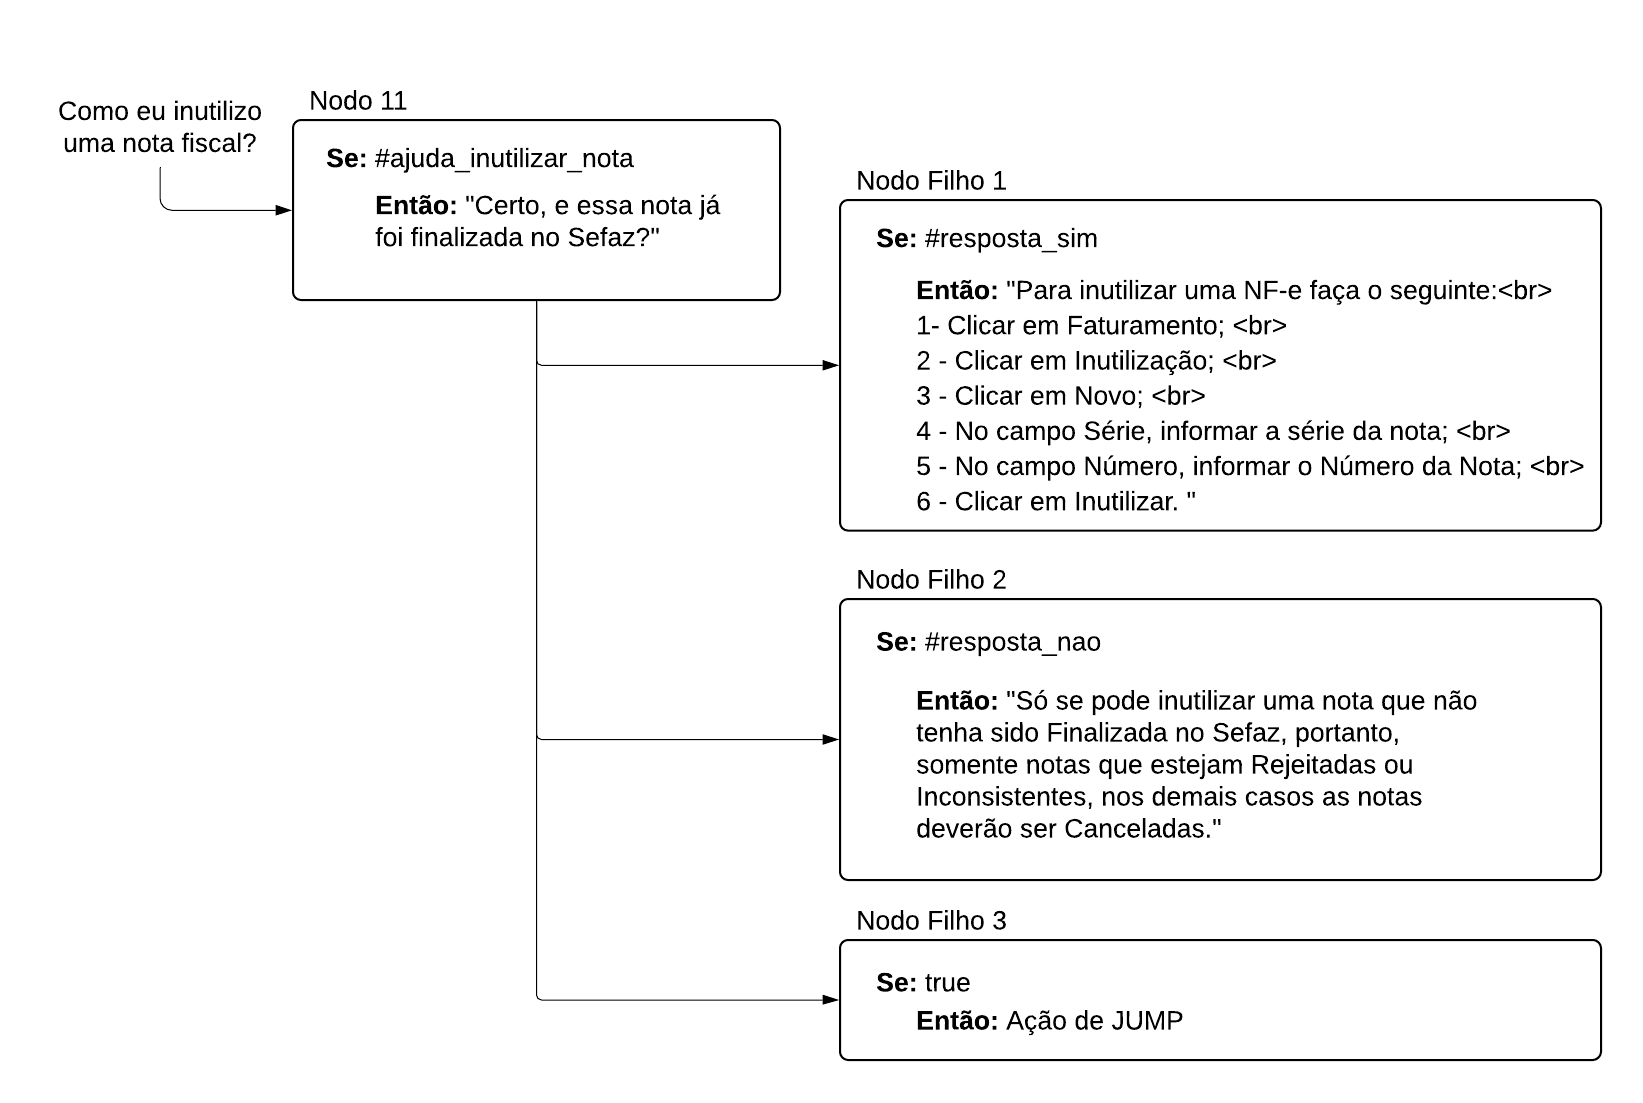 Como eu inutilizo
uma nota fiscal?
Nodo 11
Se: #ajuda_inutilizar_nota
Então: "Certo, e essa nota já
foi finalizada no Sefaz?"
Nodo Filho 1
Se: #resposta_sim
Então: "Para inutilizar uma NF-e faça o seguinte:<br>
1- Clicar em Faturamento; <br>
2 - Clicar em Inutilização; <br>
3 - Clicar em Novo; <br>
4 - No campo Série, informar a série da nota; <br>
5 - No campo Número, informar o Número da Nota; <br>
6 - Clicar em Inutilizar. "
Nodo Filho 2
Se: #resposta_nao
Então: "Só se pode inutilizar uma nota que não
tenha sido Finalizada no Sefaz, portanto,
somente notas que estejam Rejeitadas ou
Inconsistentes, nos demais casos as notas
deverão ser Canceladas."
Nodo Filho 3
Se: true
Então: Ação de JUMP